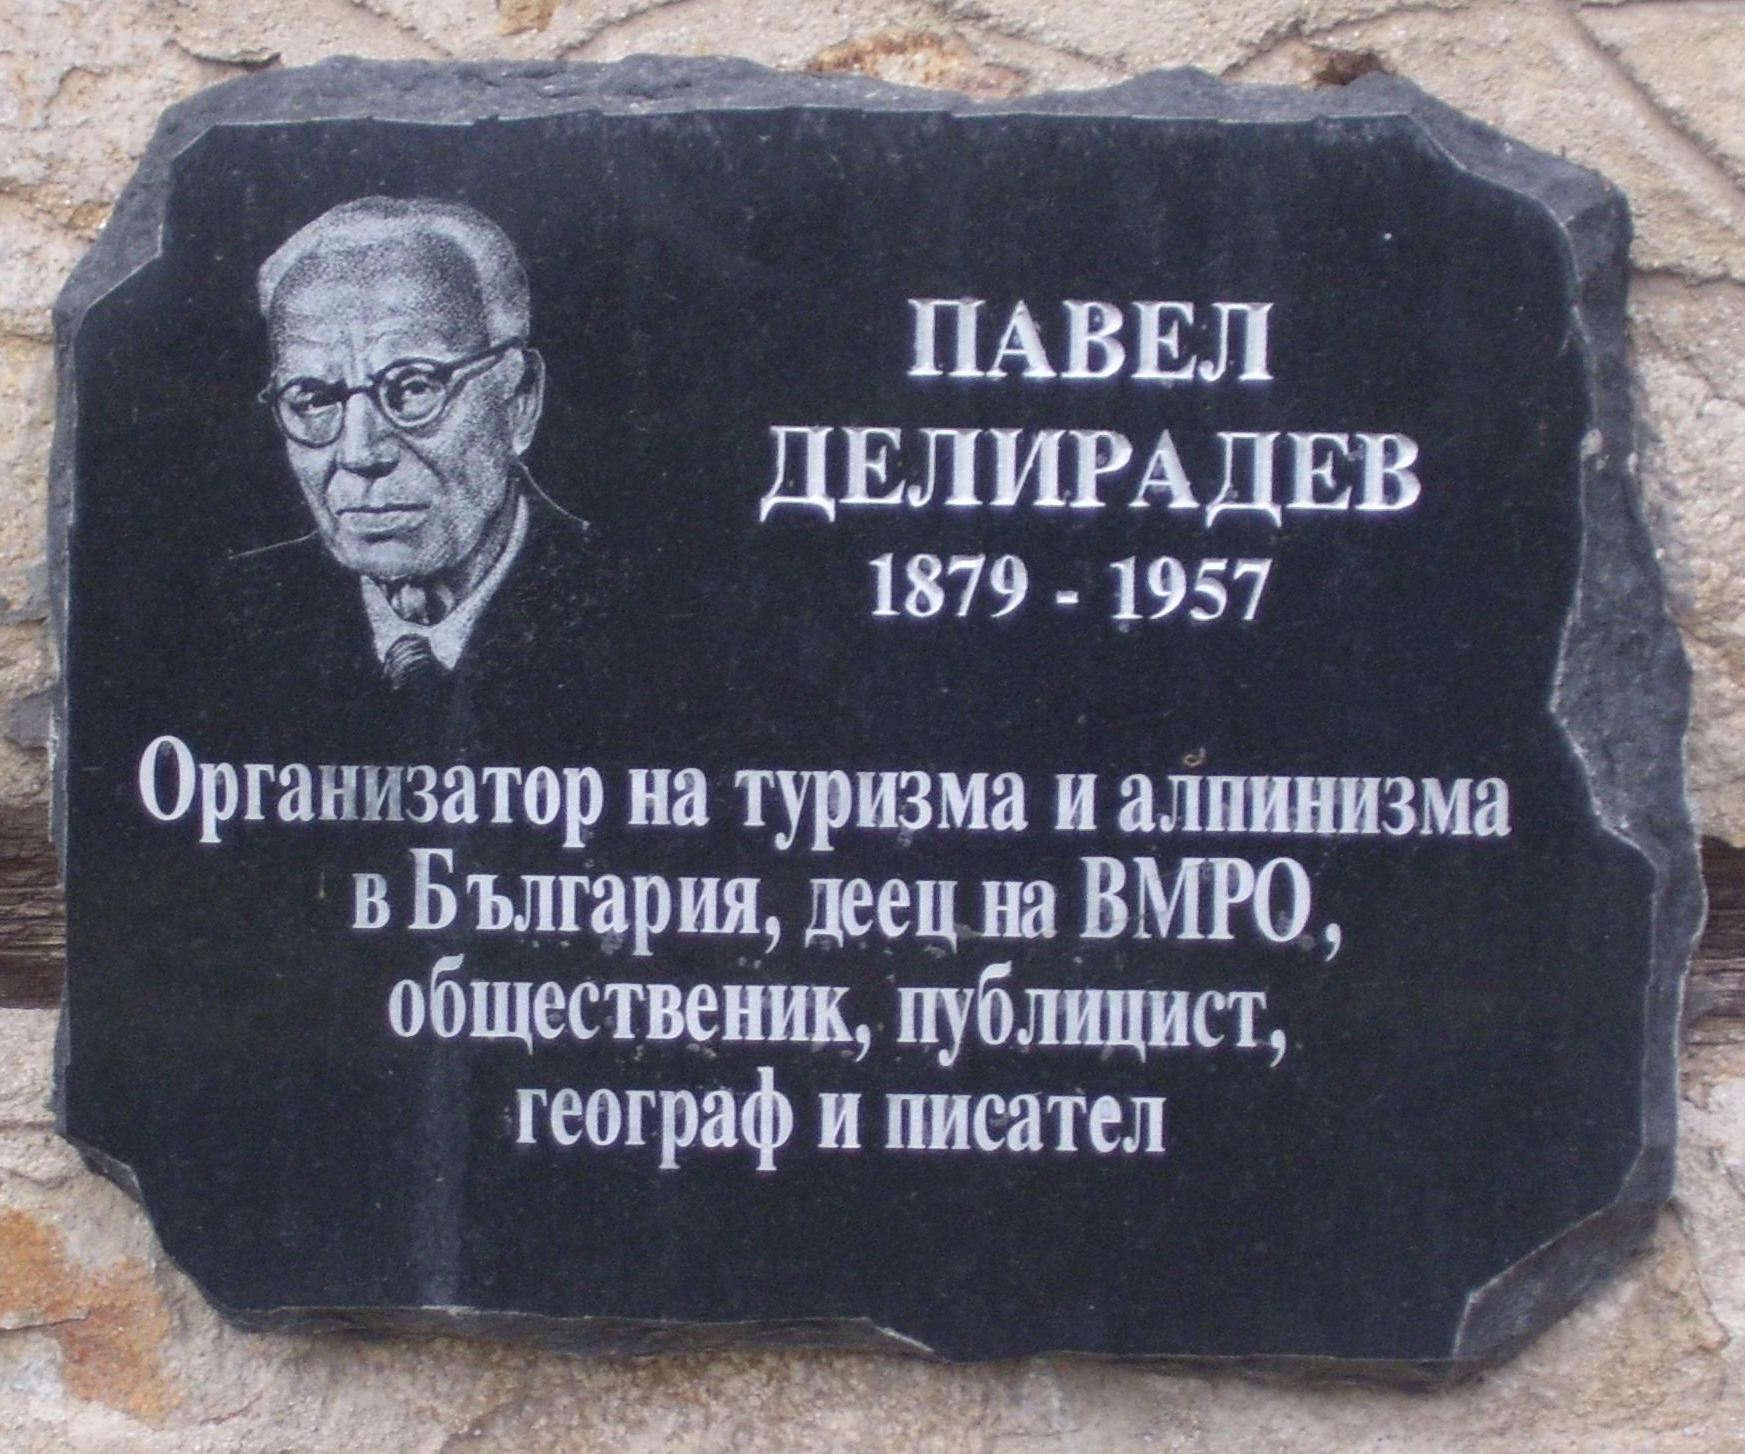 ПАВЕЛ
ДЕЛИРАДЕВ
1879 - 1957
Организатор на туризма и алпинизма
в България, деец на ВМРО,
общественик, публицист,
географ и писател